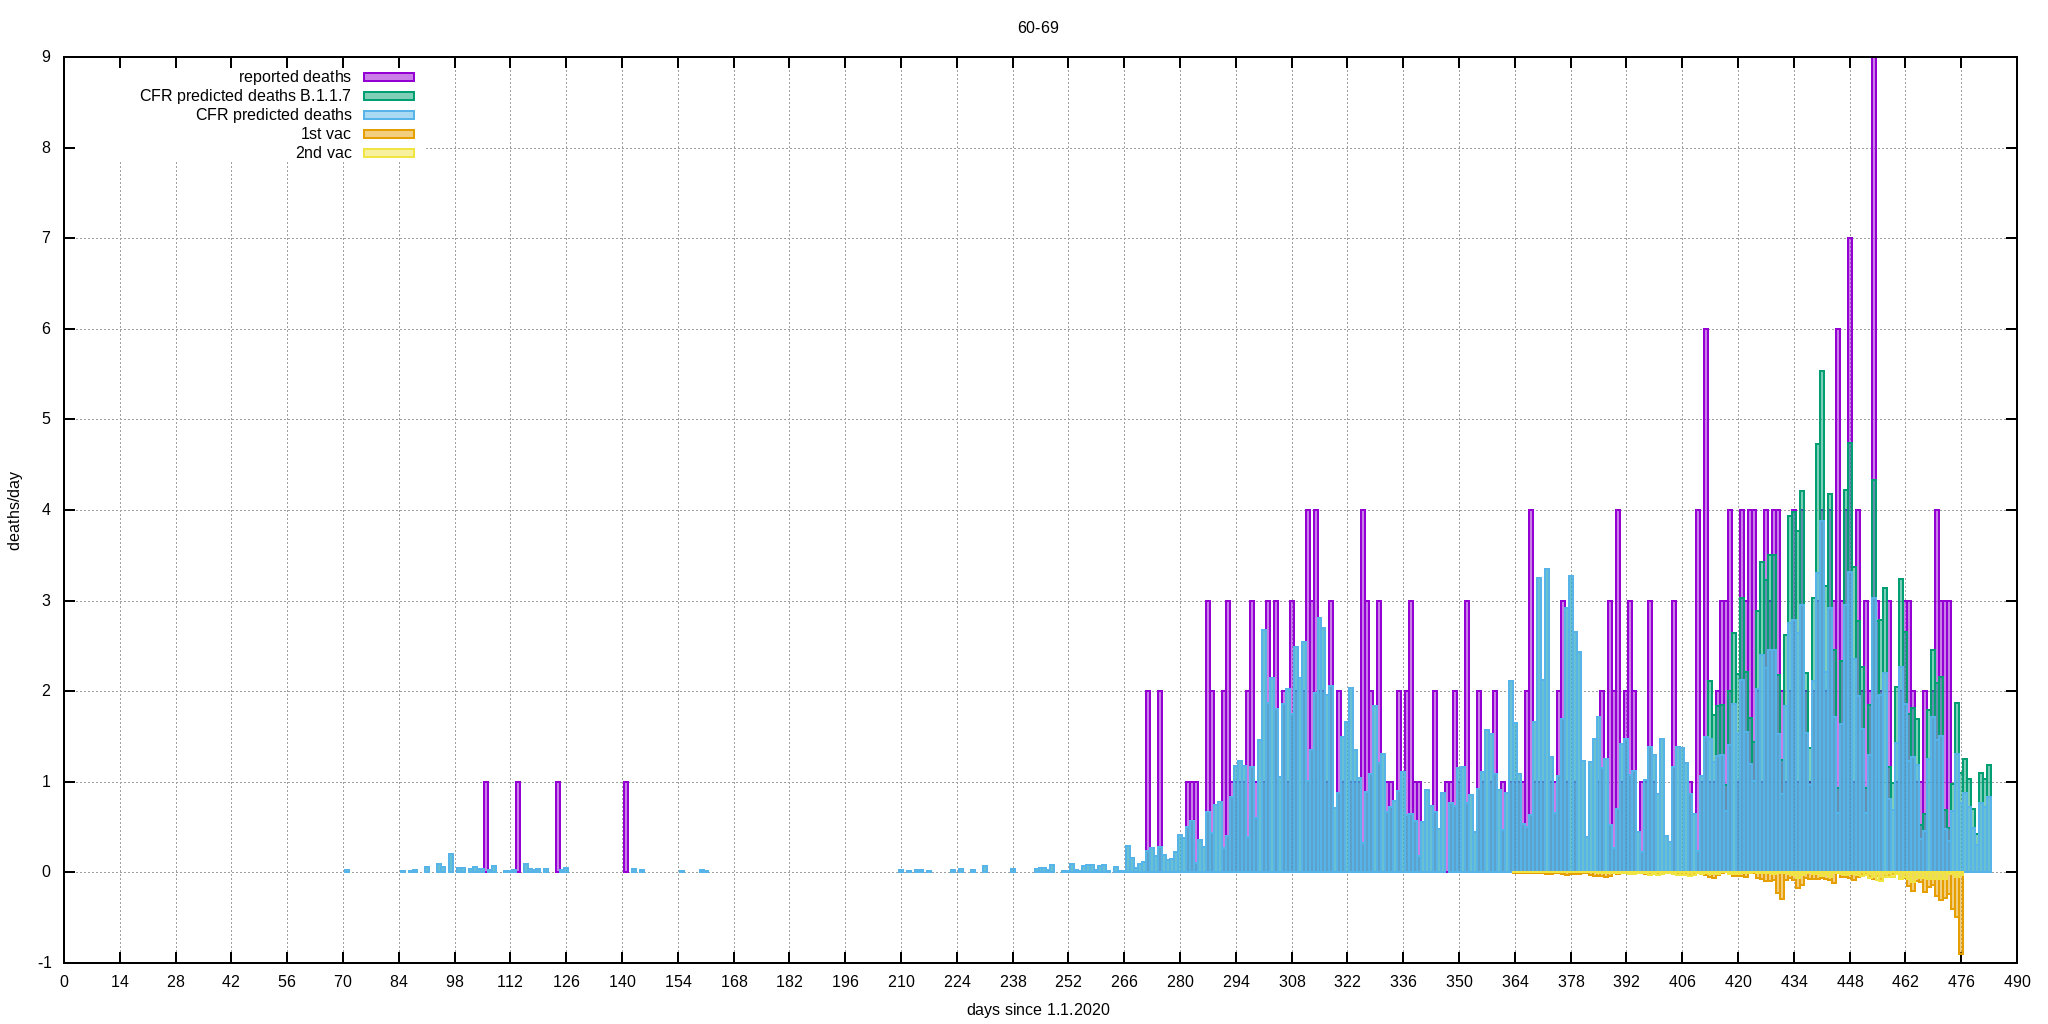 60-69
reported deaths
CFR predicted deaths B.1.1.7
CFR predicted deaths
1st vac
2nd vac
deaths/day
9
8
7
6
5
4
3
2
1
0
-1
0 14 28 42 56 70 84 98 112 126 140 154 168 182 196 210 224 238 252 266 280 294 308 322 336 350 364 378 392 406 420 434 448 462 476 490
days since 1.1.2020